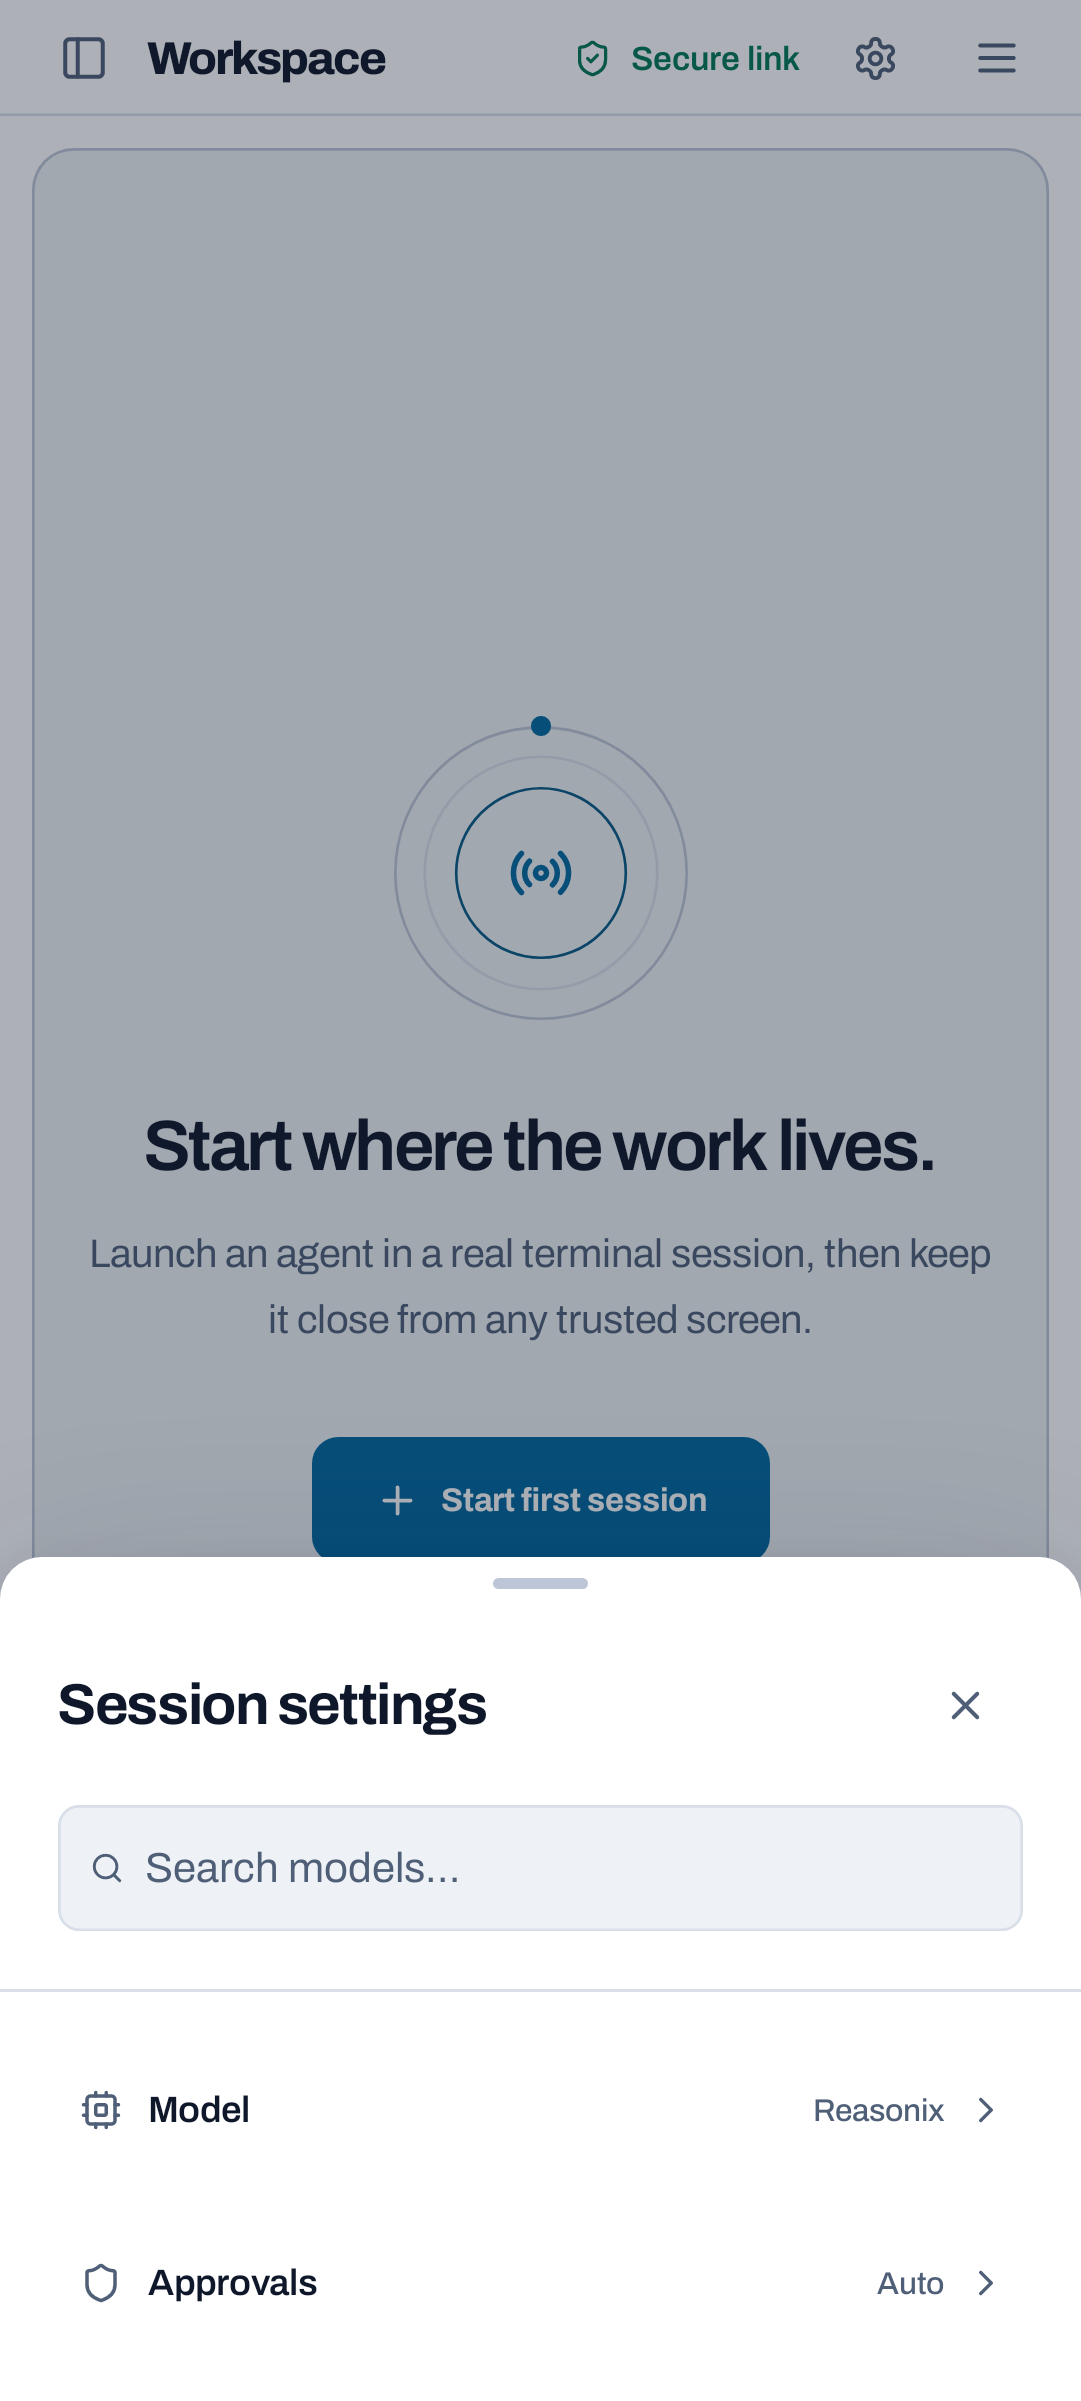 Workspace
Secure link
Start where the work lives.
Launch an agent in a real terminal session, then keep
it close from any trusted screen.
Start first session
Session settings
Search models...
Model
Reasonix
Approvals
Auto